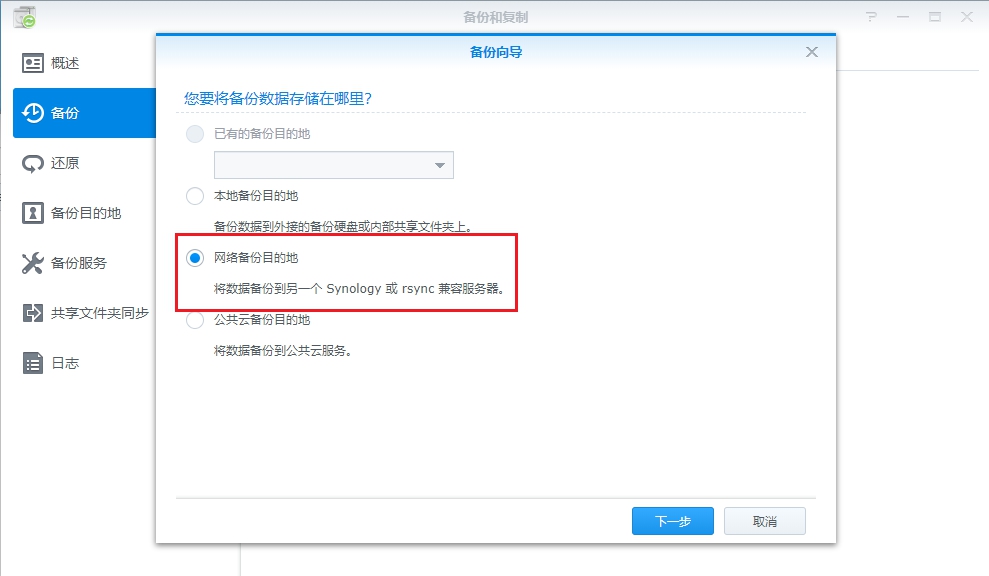 备份和复制
概述
备份
还原
备份目的地
备份服务
共享文件夹同步
日志
备份向导
您要将备份数据存储在哪里?
已有的备份目的地
本地备份目的地
备份数据到外接的备份硬盘或内部共享文件夹上。
网络备份目的地
将数据备份到另一个 Synology 或 rsync 兼容服务器。
公共云备份目的地
将数据备份到公共云服务。
下一步
取消